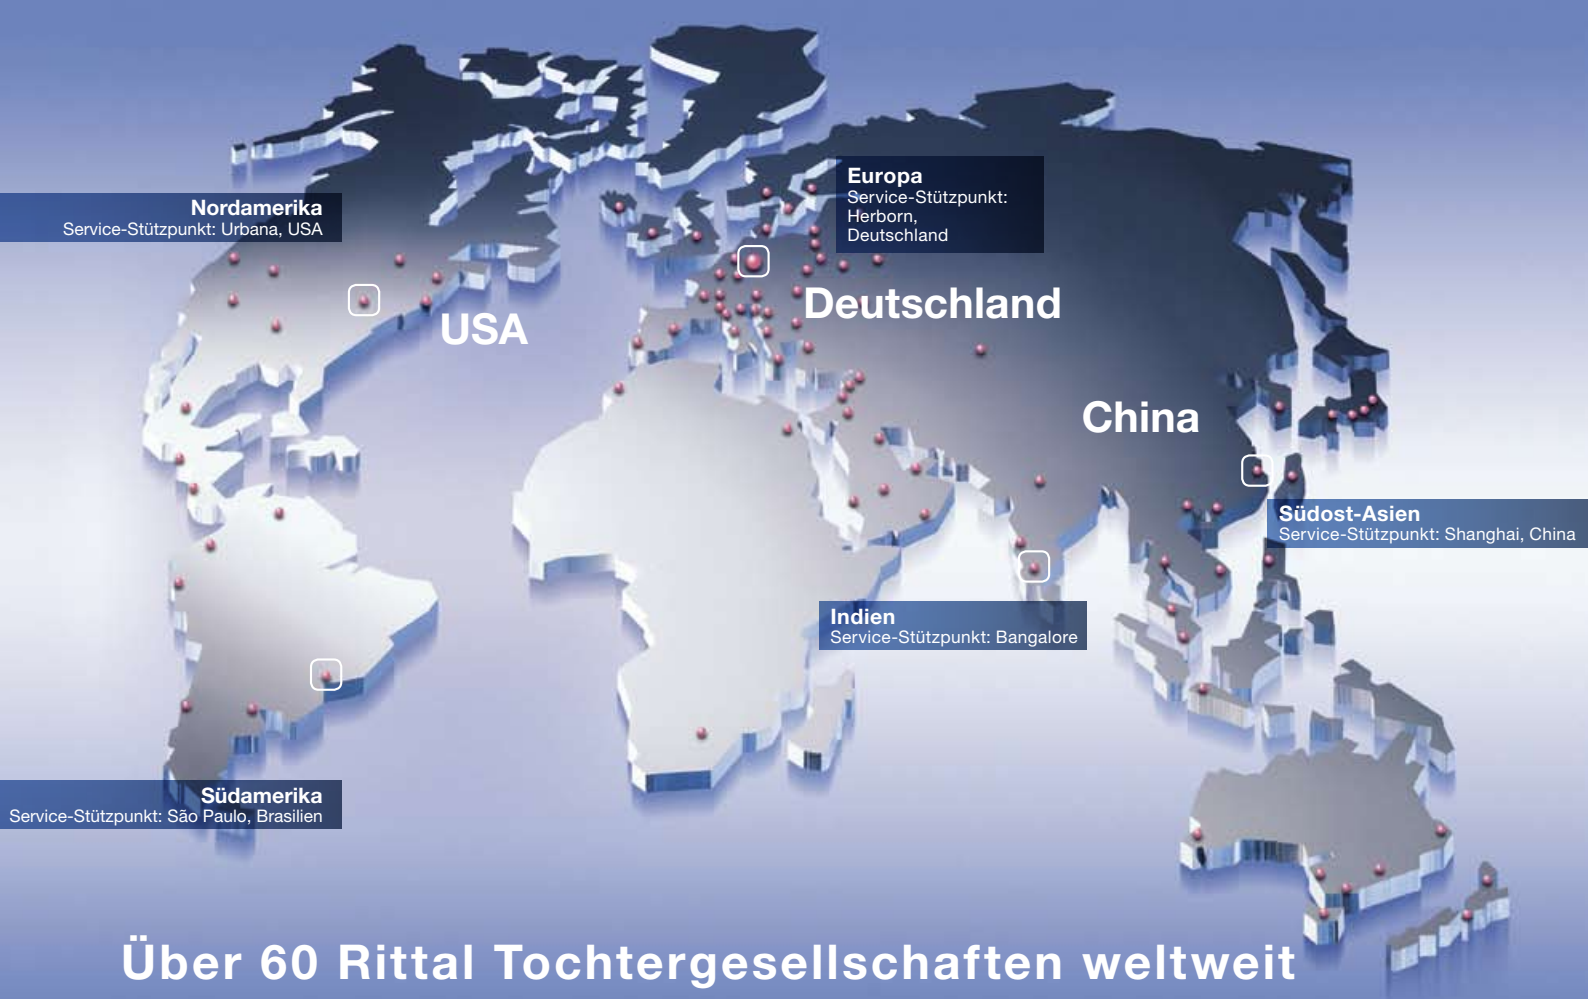 Europa
Service-Stützpunkt:
Herborn,
Deutschland
Nordamerika
Service-Stützpunkt: Urbana, USA
Deutschland
USA
China
Südost-Asien
Service-Stützpunkt: Shanghai, China
Indien
Service-Stützpunkt: Bangalore
Südamerika
Service-Stützpunkt: São Paulo, Brasilien
Über 60 Rittal Tochtergesellschaften weltweit